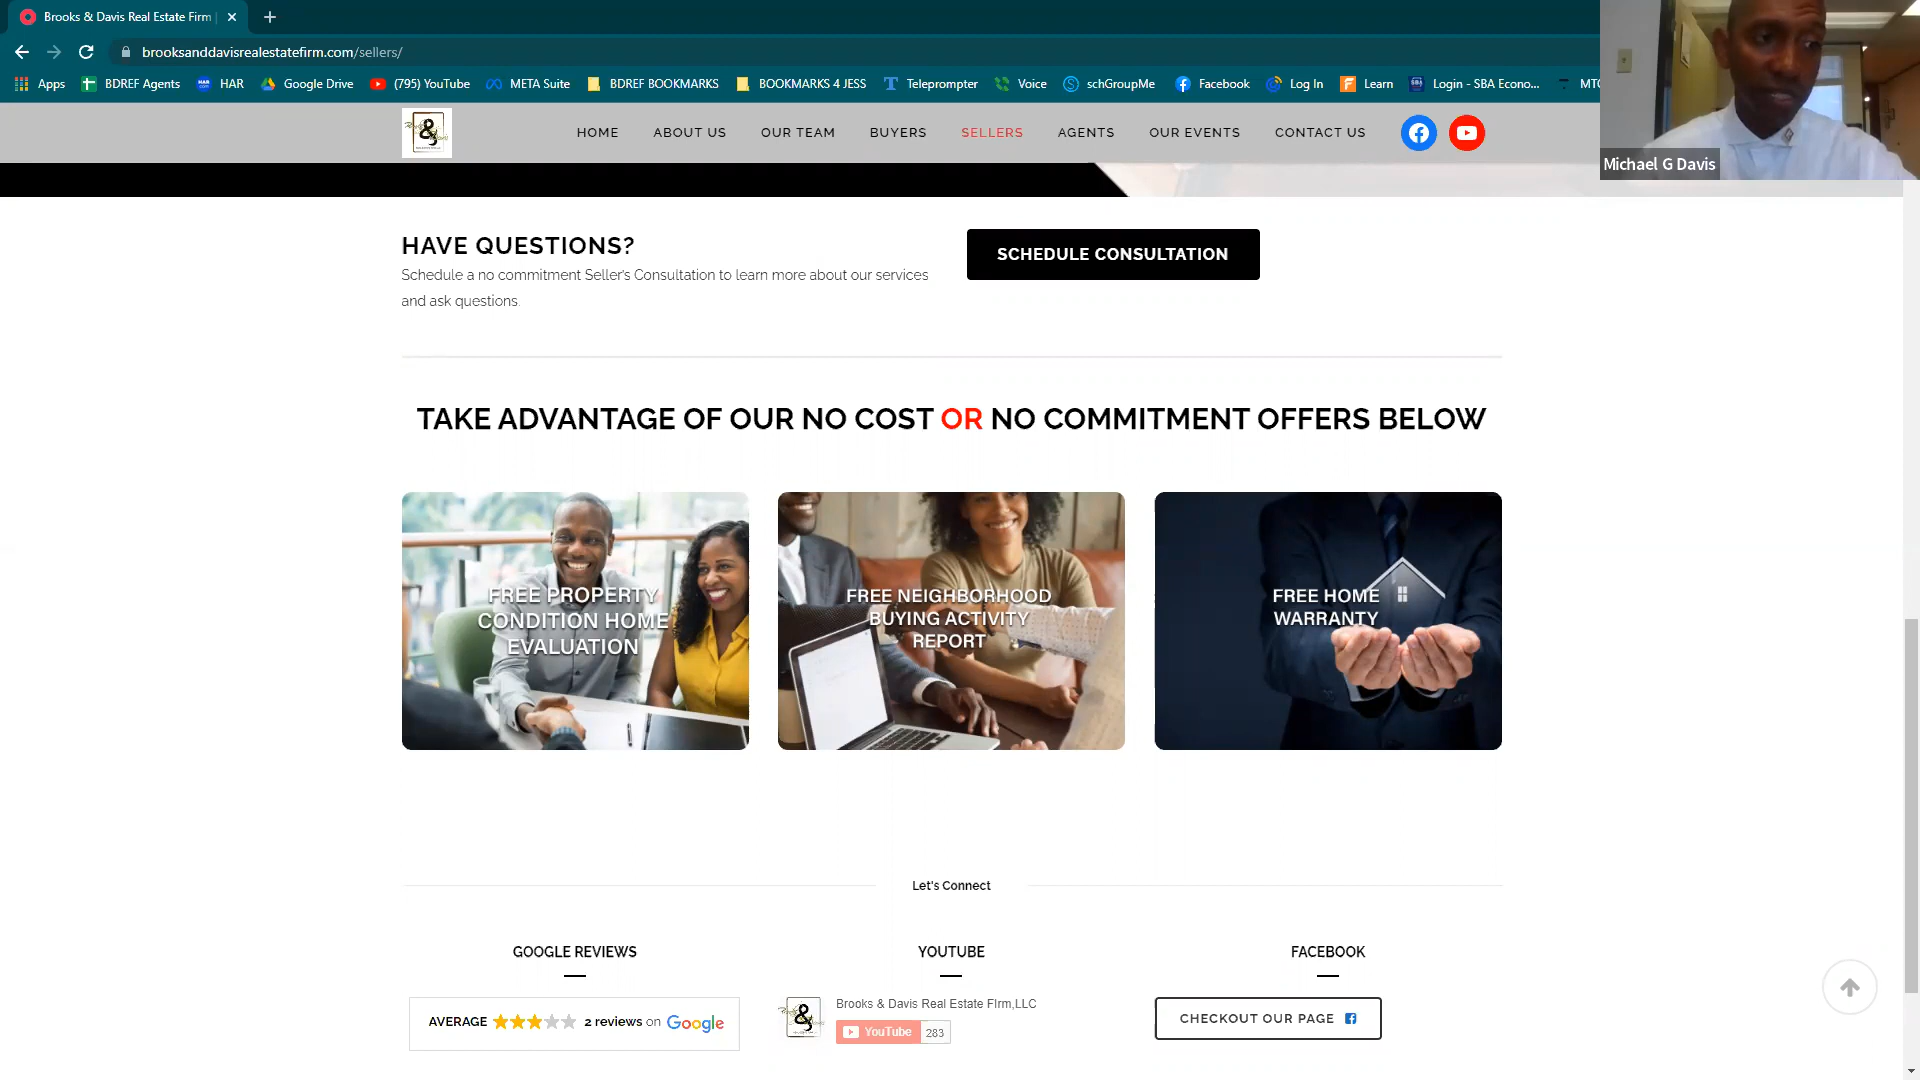 Brooks & Davis Real Estate Firm |
brooksanddavisrealestatefirm.com/sellers/
Apps BDREF Agents HAR Google Drive (795) YouTube META Suite BDREF BOOKMARKS BOOKMARKS 4 JESS Teleprompter Voice schGroupMe Facebook Log In Learn Login - SBA Econo... MTC
HOME ABOUT US OUR TEAM BUYERS SELLERS AGENTS OUR EVENTS CONTACT US
Michael G Davis
HAVE QUESTIONS?
Schedule a no commitment Seller's Consultation to learn more about our services
and ask questions.
SCHEDULE CONSULTATION
TAKE ADVANTAGE OF OUR NO COST OR NO COMMITMENT OFFERS BELOW
FREE PROPERTY
CONDITION HOME
EVALUATION
FREE NEIGHBORHOOD
BUYING ACTIVITY
REPORT
FREE HOME
WARRANTY
Let's Connect
GOOGLE REVIEWS
AVERAGE 2 reviews on Google
YOUTUBE
Brooks & Davis Real Estate FIrm,LLC
YouTube 283
FACEBOOK
CHECKOUT OUR PAGE